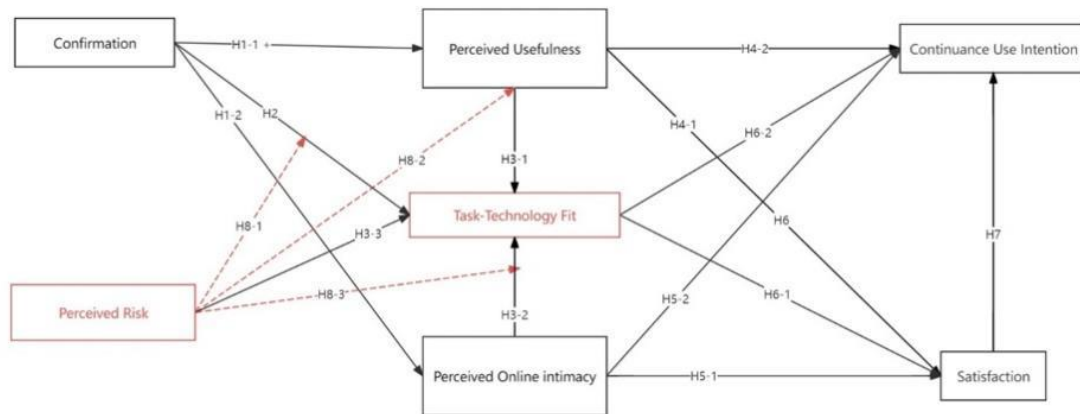 Confirmation
H1-1 +
Perceived Usefulness
H4-2
Continuance Use Intention
H2
H1-2
H4-1
H6-2
H8-2
H3-1
Task-Technology Fit
H6
H8-1
H3-3
H7
Perceived Risk
H8-3
H5-2
H6-1
H3-2
Perceived Online intimacy
H5-1
Satisfaction